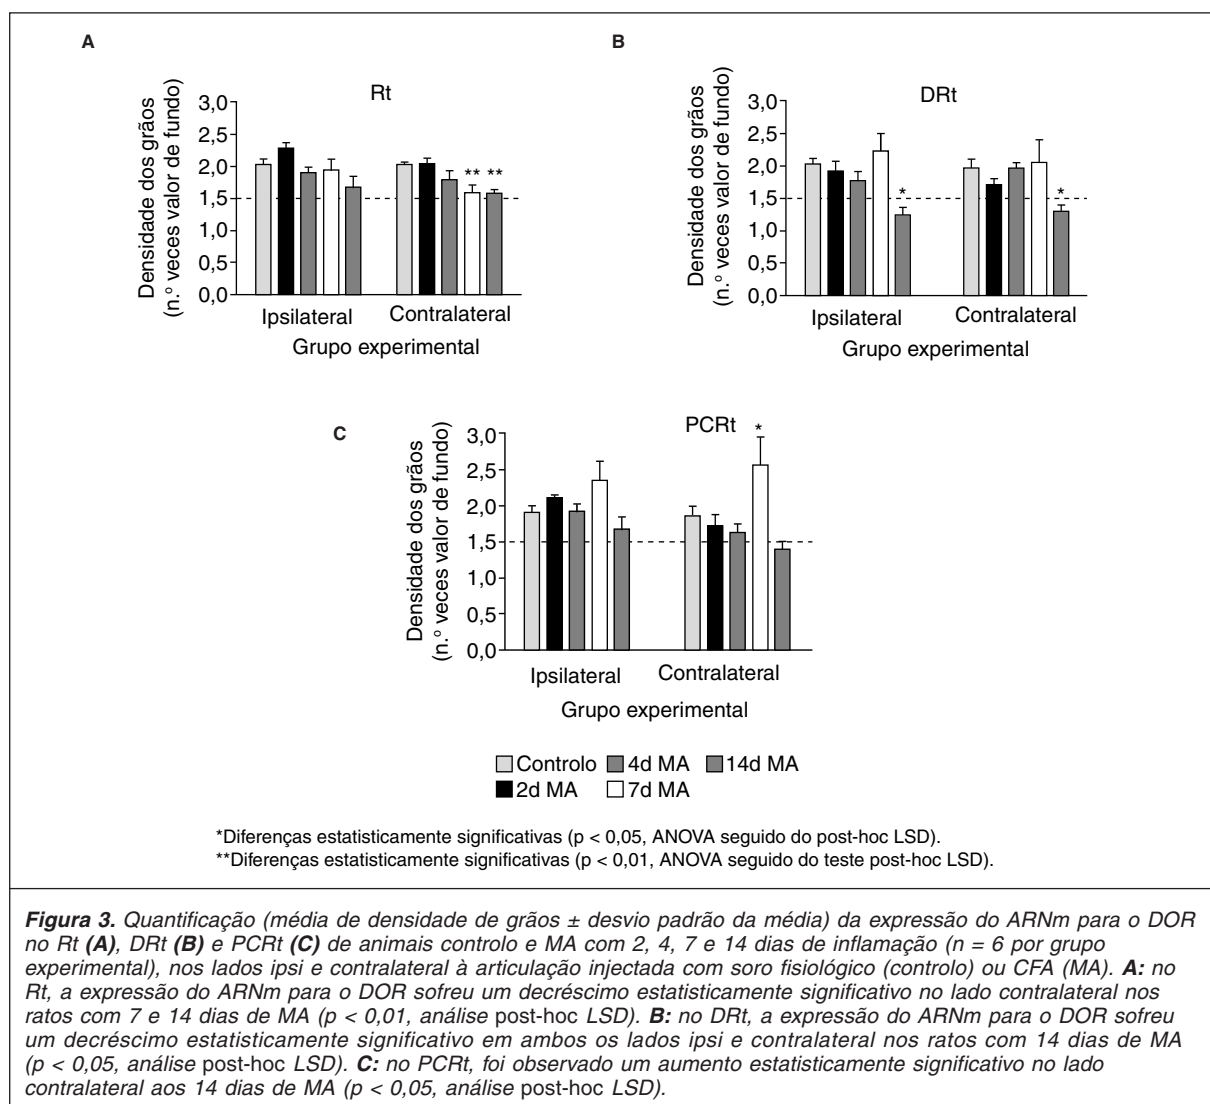 A
Rt
Densidade dos grãos
(n.º veces valor de fundo)
3,0
2,5
2,0
1,5
1,0
0,5
0,0
** **
Ipsilateral
Contralateral
Grupo experimental
B
DRt
Densidade dos grãos
(n.º veces valor de fundo)
3,0
2,5
2,0
1,5
1,0
0,5
0,0
*
*
Ipsilateral
Contralateral
Grupo experimental
C
PCRt
Densidade dos grãos
(n.º veces valor de fundo)
3,0
2,5
2,0
1,5
1,0
0,5
0,0
*
Ipsilateral
Contralateral
Grupo experimental
Controlo 4d MA 14d MA
2d MA 7d MA
*Diferenças estatisticamente significativas (p < 0,05, ANOVA seguido do post-hoc LSD).
**Diferenças estatisticamente significativas (p < 0,01, ANOVA seguido do teste post-hoc LSD).
Figura 3. Quantificação (média de densidade de grãos ± desvio padrão da média) da expressão do ARNm para o DOR
no Rt (A), DRt (B) e PCRt (C) de animais controlo e MA com 2, 4, 7 e 14 dias de inflamação (n = 6 por grupo
experimental), nos lados ipsi e contralateral à articulação injectada com soro fisiológico (controlo) ou CFA (MA). A: no
Rt, a expressão do ARNm para o DOR sofreu um decréscimo estatisticamente significativo no lado contralateral nos
ratos com 7 e 14 dias de MA (p < 0,01, análise post-hoc LSD). B: no DRt, a expressão do ARNm para o DOR sofreu
um decréscimo estatisticamente significativo em ambos os lados ipsi e contralateral nos ratos com 14 dias de MA
(p < 0,05, análise post-hoc LSD). C: no PCRt, foi observado um aumento estatisticamente significativo no lado
contralateral aos 14 dias de MA (p < 0,05, análise post-hoc LSD).